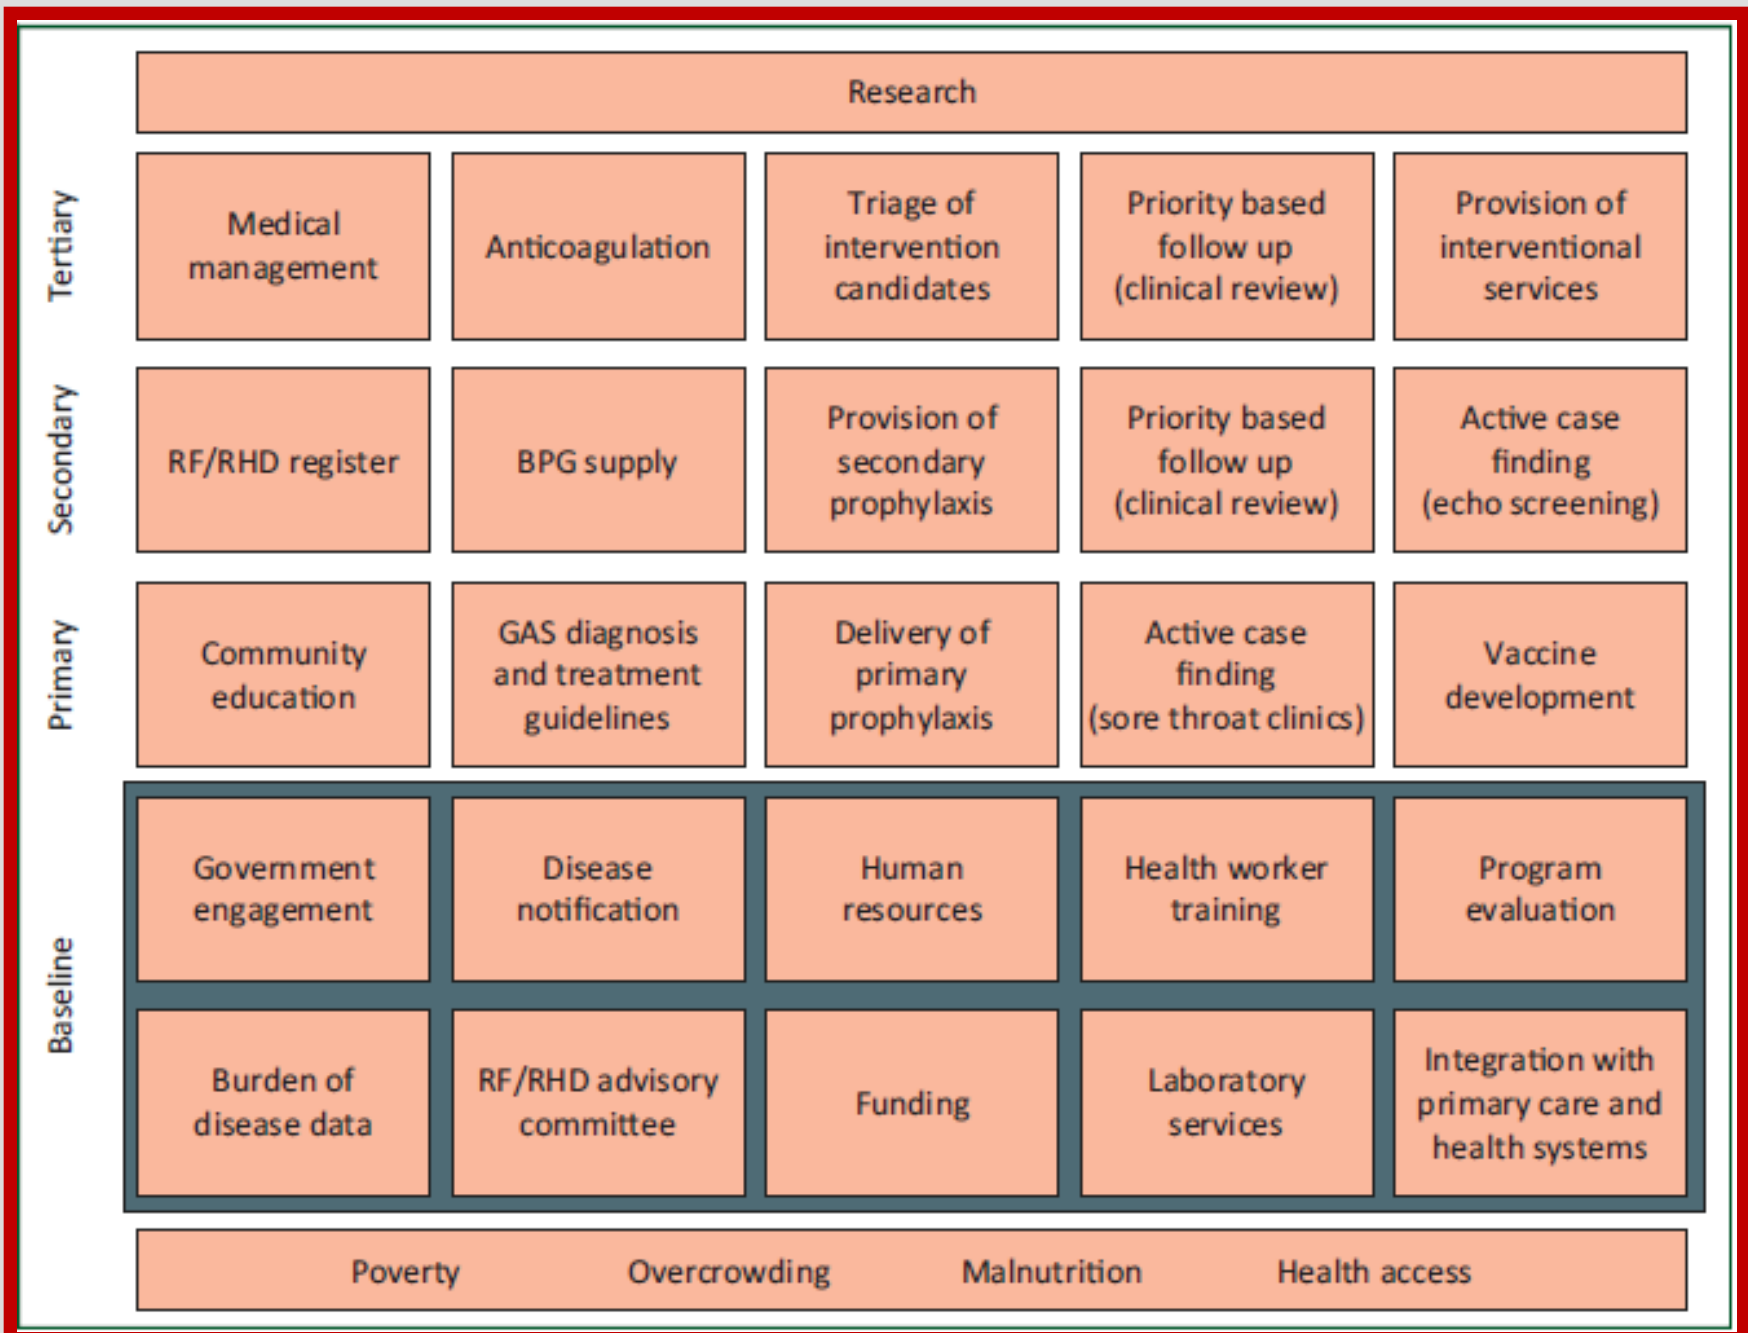 Research
Tertiary
Medical
management
Anticoagulation
Triage of
intervention
candidates
Priority based
follow up
(clinical review)
Provision of
interventional
services
Secondary
RF/RHD register
BPG supply
Provision of
secondary
prophylaxis
Priority based
follow up
(clinical review)
Active case
finding
(echo screening)
Primary
Community
education
GAS diagnosis
and treatment
guidelines
Delivery of
primary
prophylaxis
Active case
finding
(sore throat clinics)
Vaccine
development
Baseline
Government
engagement
Disease
notification
Human
resources
Health worker
training
Program
evaluation
Burden of
disease data
RF/RHD advisory
committee
Funding
Laboratory
services
Integration with
primary care and
health systems
Poverty Overcrowding Malnutrition Health access